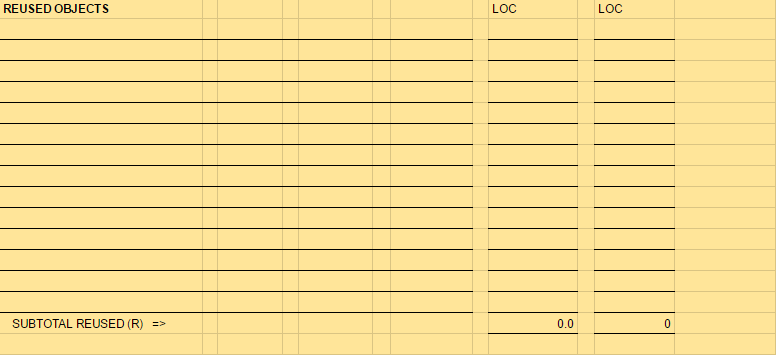 REUSED OBJECTS LOC LOC
SUBTOTAL REUSED (R) => 0.0 0